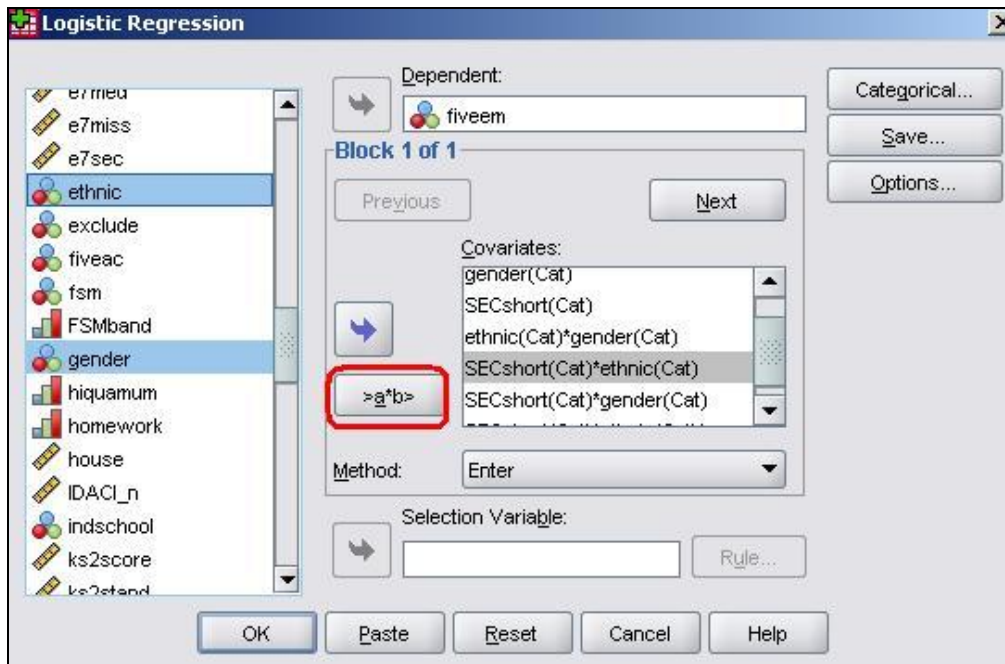 Logistic Regression
e7med
e7miss
e7sec
ethnic
exclude
fiveac
fsm
FSMband
gender
hiquamum
homework
house
IDACI_n
indschool
ks2score
ks2stand
Dependent:
fiveem
Block 1 of 1
Previous
Next
Covariates:
gender(Cat)
SECshort(Cat)
ethnic(Cat)*gender(Cat)
SECshort(Cat)*ethnic(Cat)
SECshort(Cat)*gender(Cat)
>a*b>
Method:
Enter
Selection Variable:
Rule...
Categorical...
Save...
Options...
OK
Paste
Reset
Cancel
Help